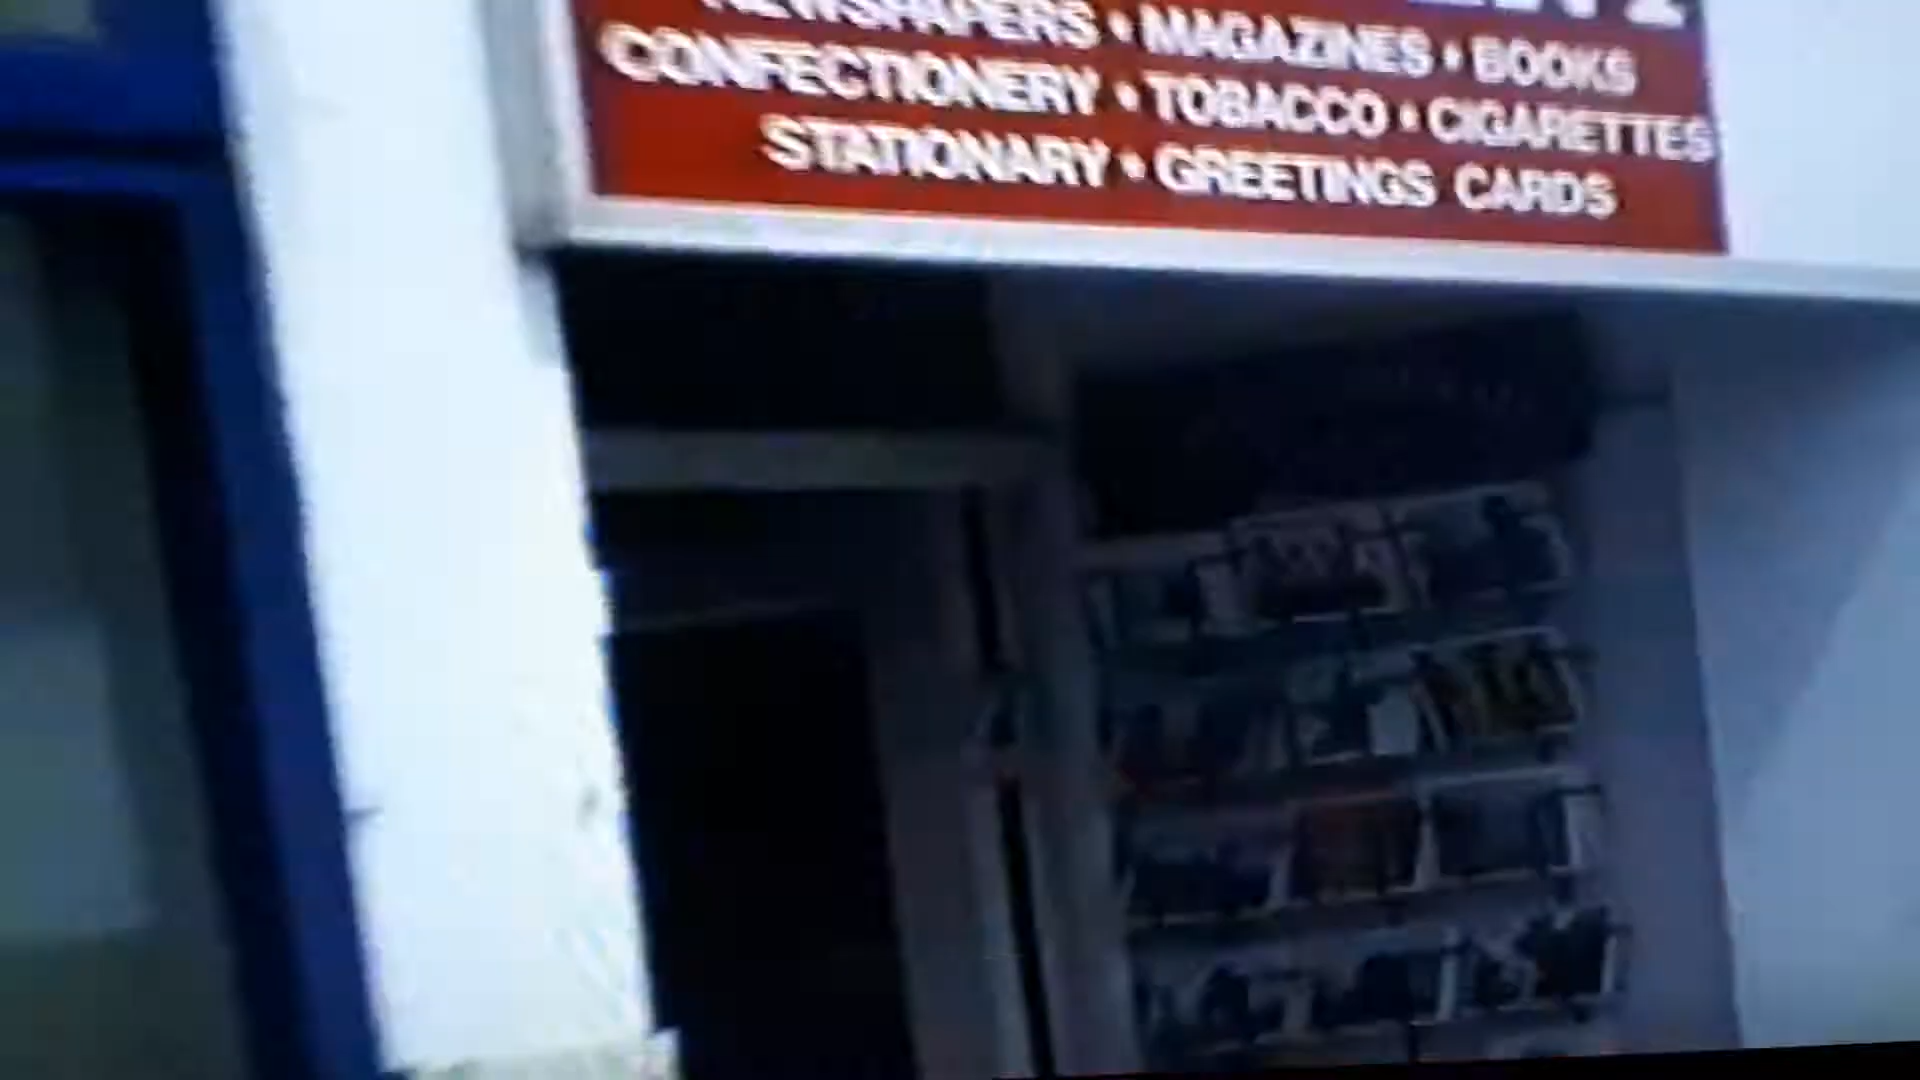 NEWSPAPERS • MAGAZINES • BOOKS
CONFECTIONERY • TOBACCO • CIGARETTES
STATIONARY • GREETINGS CARDS